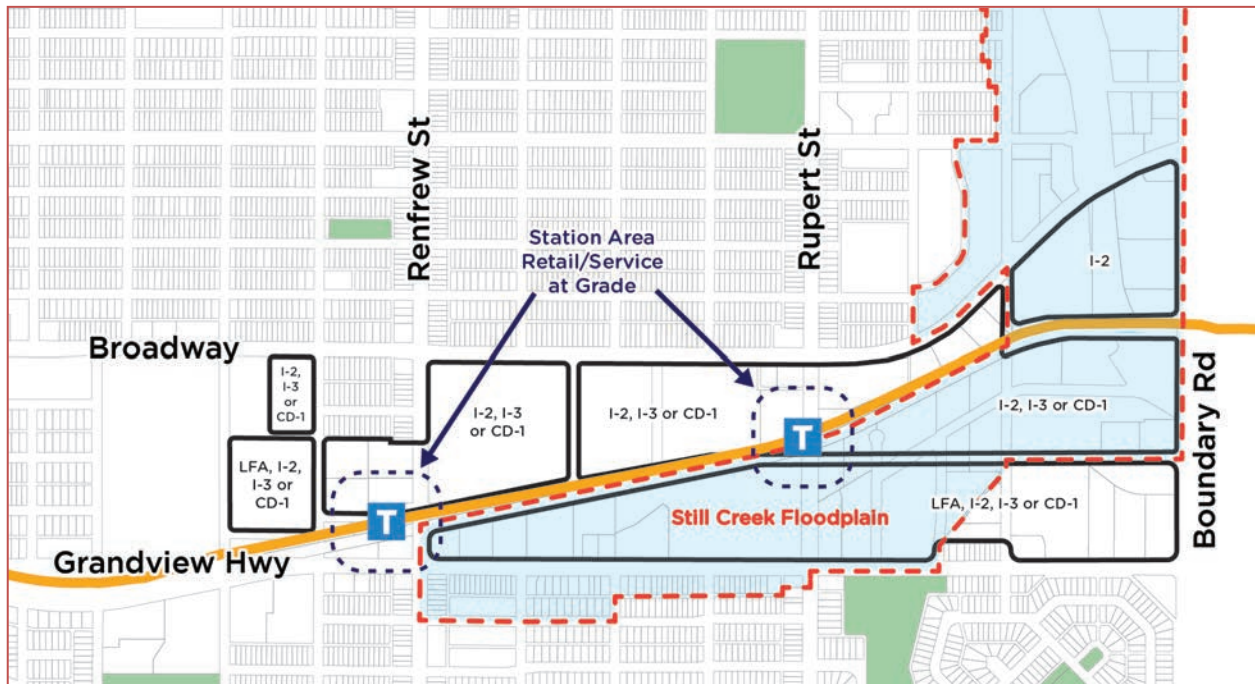 Renfrew St
Rupert St
Station Area
Retail/Service
at Grade
I-2
Broadway
Boundary Rd
I-2,
I-3
or
CD-1
I-2, I-3
or CD-1
I-2, I-3 or CD-1
I-2, I-3 or CD-1
LFA, I-2,
I-3 or
CD-1
T
T
LFA, I-2, I-3 or CD-1
Still Creek Floodplain
Grandview Hwy